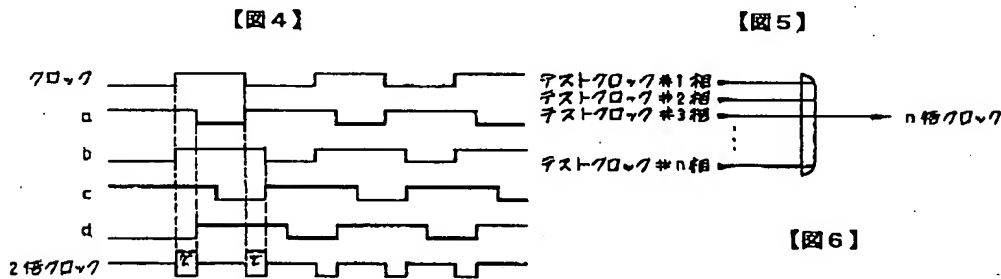 【図4】
クロック
a
b
c
d
τ τ
2倍クロック
【図5】
テストクロック#1相
テストクロック#2相
テストクロック#3相
テストクロック#n相
n倍クロック
【図6】